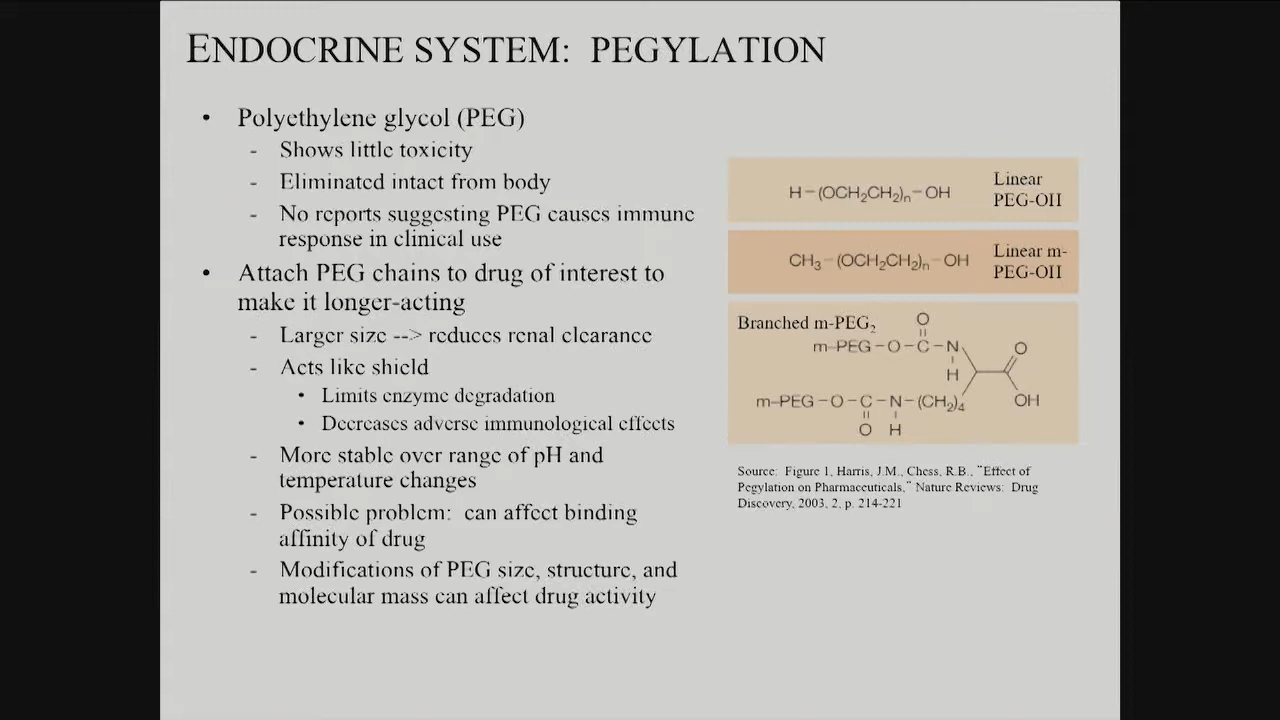 ENDOCRINE SYSTEM: PEGYLATION
• Polyethylene glycol (PEG)
- Shows little toxicity
- Eliminated intact from body
- No reports suggesting PEG causes immune
response in clinical use
• Attach PEG chains to drug of interest to
make it longer-acting
- Larger size --> reduces renal clearance
- Acts like shield
• Limits enzyme degradation
• Decreases adverse immunological effects
- More stable over range of pH and
temperature changes
- Possible problem: can affect binding
affinity of drug
- Modifications of PEG size, structure, and
molecular mass can affect drug activity
H–(OCH₂CH₂)ₙ–OH
Linear
PEG-OH
CH₃–(OCH₂CH₂)ₙ–OH
Linear m-
PEG-OH
Branched m-PEG₂
O
m–PEG–O–C–N
O
H
OH
m–PEG–O–C–N–(CH₂)₄
O H
Source: Figure 1, Harris, J.M., Chess, R.B., "Effect of
Pegylation on Pharmaceuticals," Nature Reviews: Drug
Discovery, 2003, 2, p. 214-221